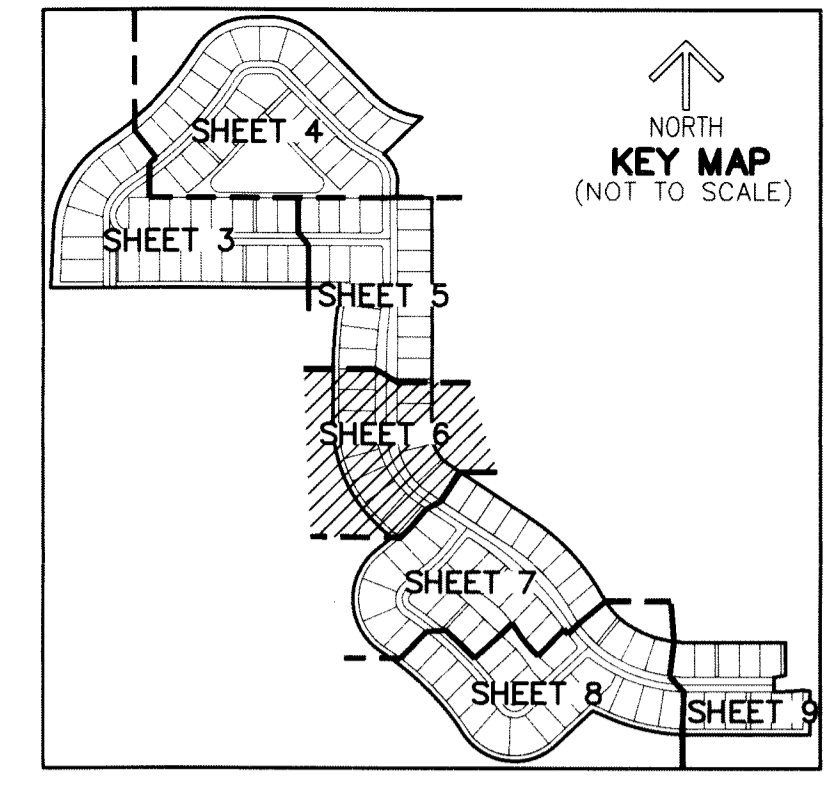 SHEET 4
NORTH
KEY MAP
(NOT TO SCALE)
SHEET 3
SHEET 5
SHEET 6
SHEET 7
SHEET 8
SHEET 9